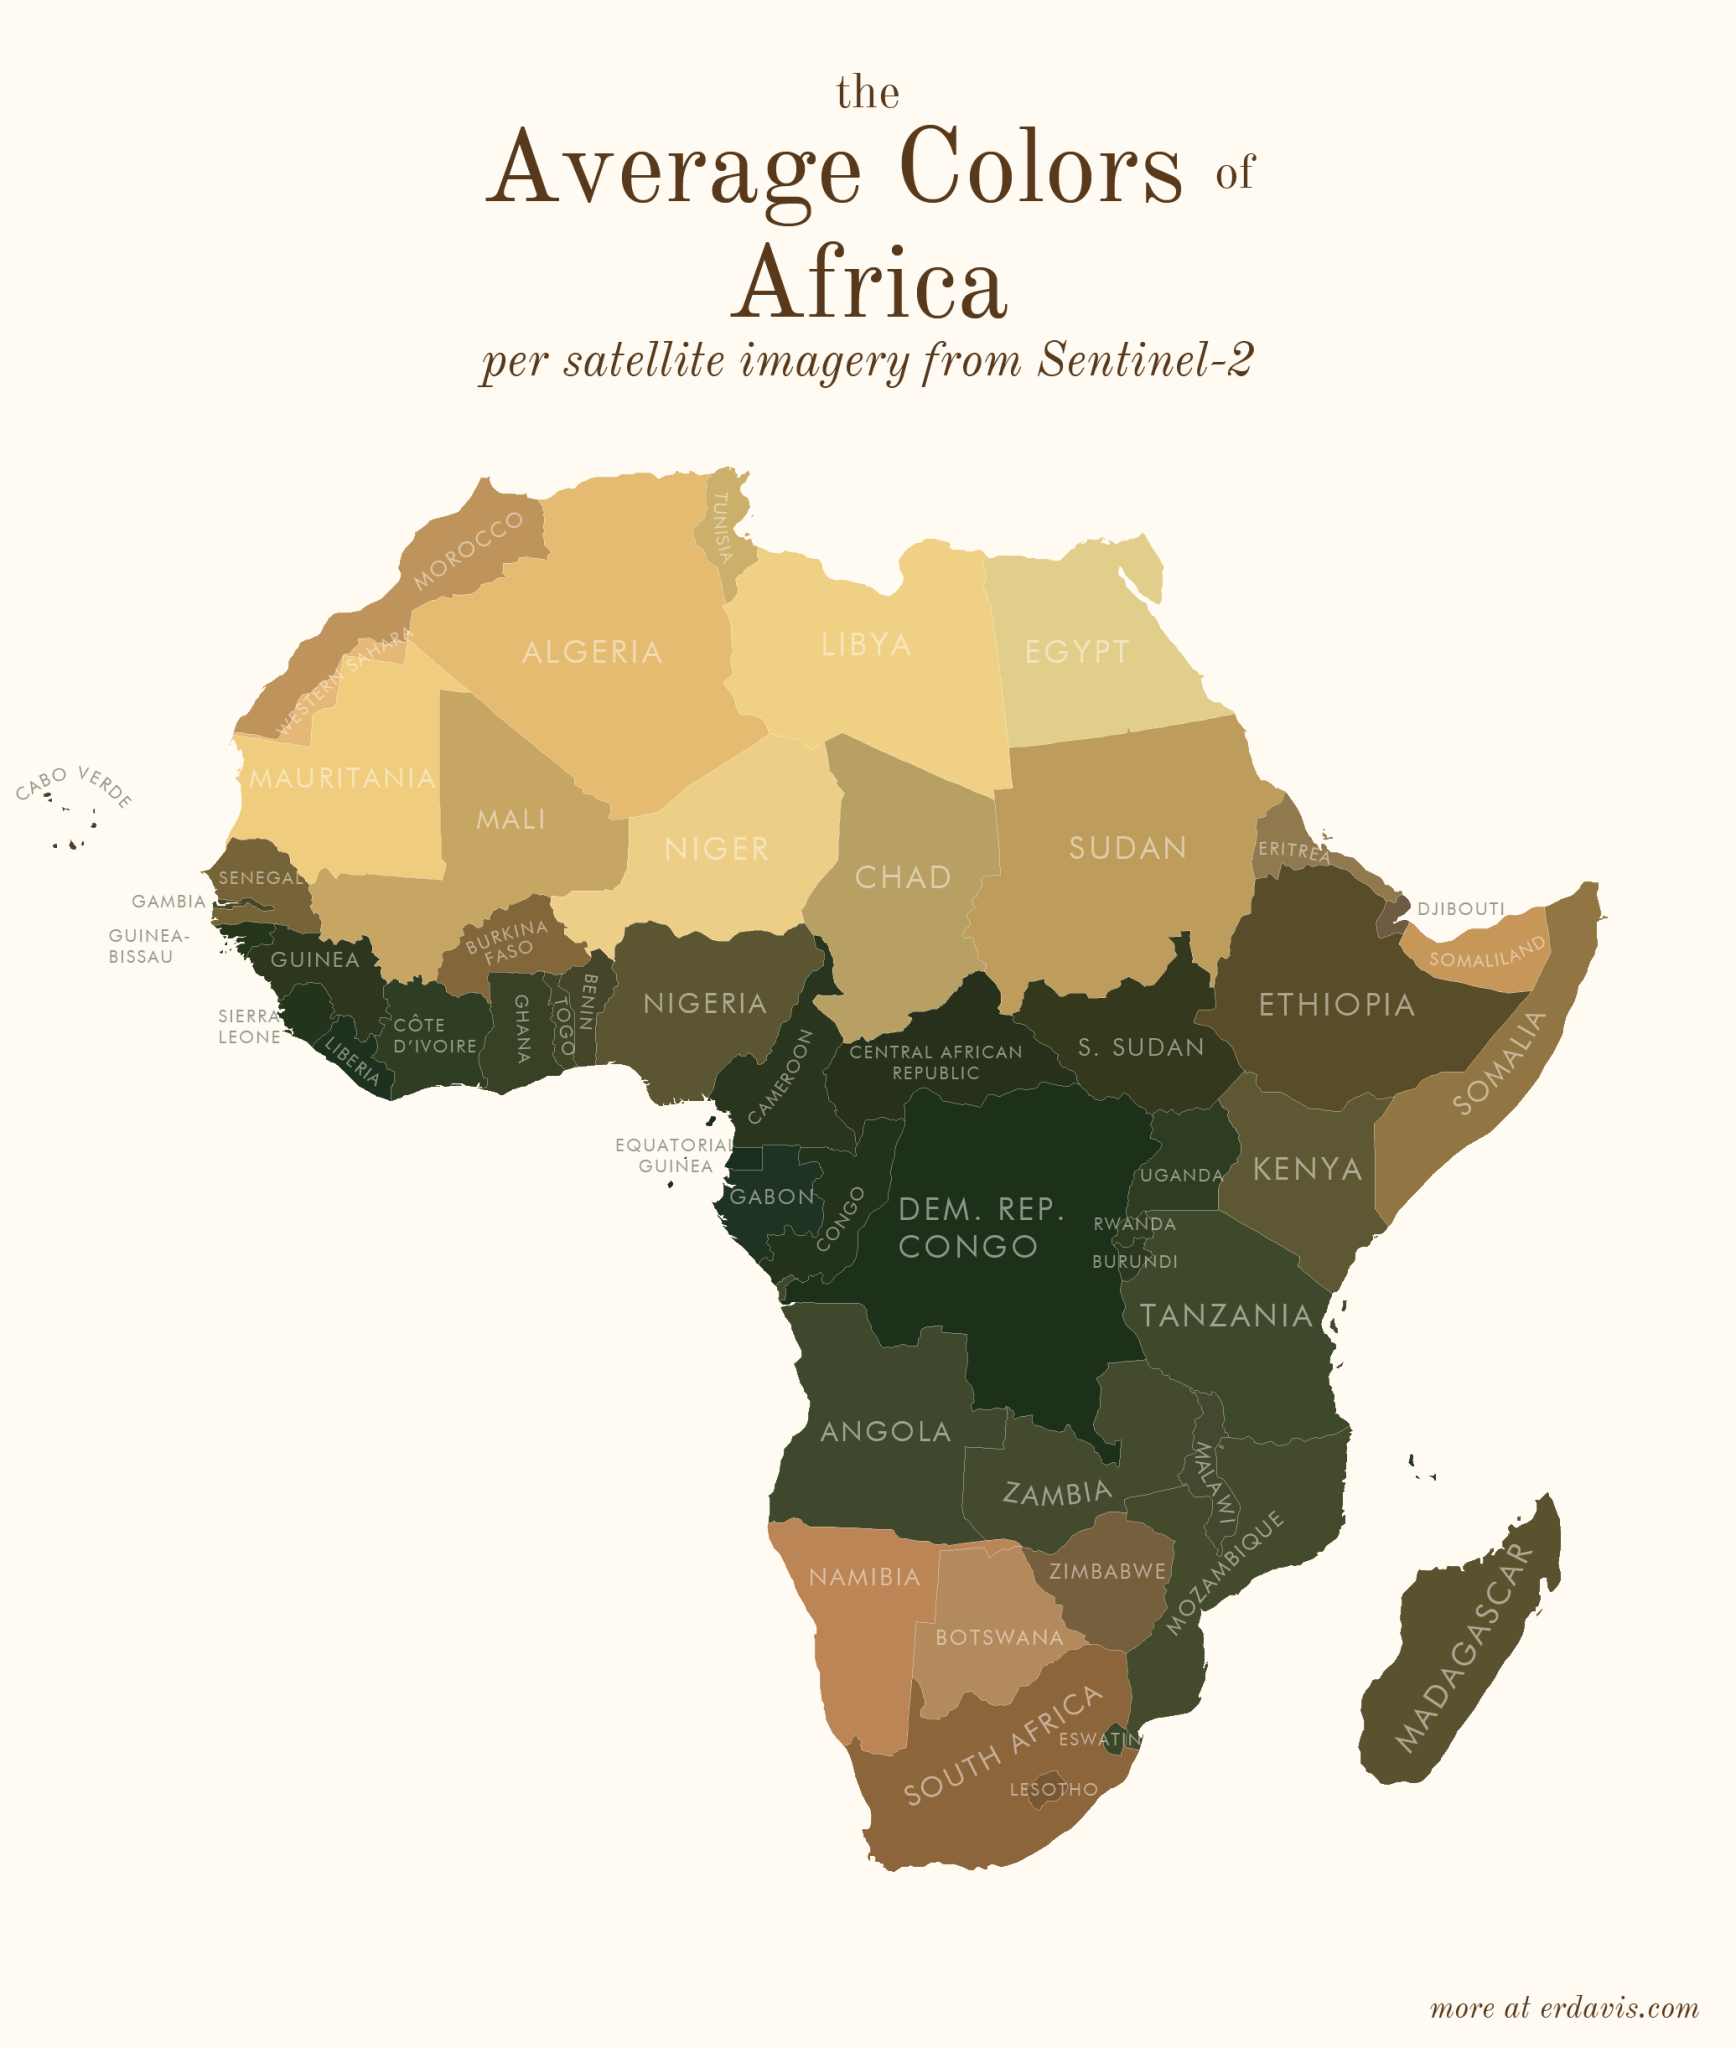 the
Average Colors of
Africa
per satellite imagery from Sentinel-2
TUNISIA
MOROCCO
ALGERIA
LIBYA
EGYPT
WESTERN SAHARA
CABO VERDE
MAURITANIA
MALI
NIGER
CHAD
SUDAN
ERITREA
SENEGAL
GAMBIA
DJIBOUTI
GUINEA-
BISSAU
GUINEA
BURKINA
FASO
SOMALILAND
NIGERIA
ETHIOPIA
BENIN
TOGO
GHANA
SIERRA
LEONE
LIBERIA
CÔTE
D'IVOIRE
CAMEROON
CENTRAL AFRICAN
REPUBLIC
S. SUDAN
SOMALIA
EQUATORIAL
GUINEA
GABON
CONGO
DEM. REP.
CONGO
UGANDA
KENYA
RWANDA
BURUNDI
TANZANIA
ANGOLA
ZAMBIA
MALAWI
MOZAMBIQUE
NAMIBIA
ZIMBABWE
BOTSWANA
MADAGASCAR
SOUTH AFRICA
ESWATINI
LESOTHO
more at erdavis.com